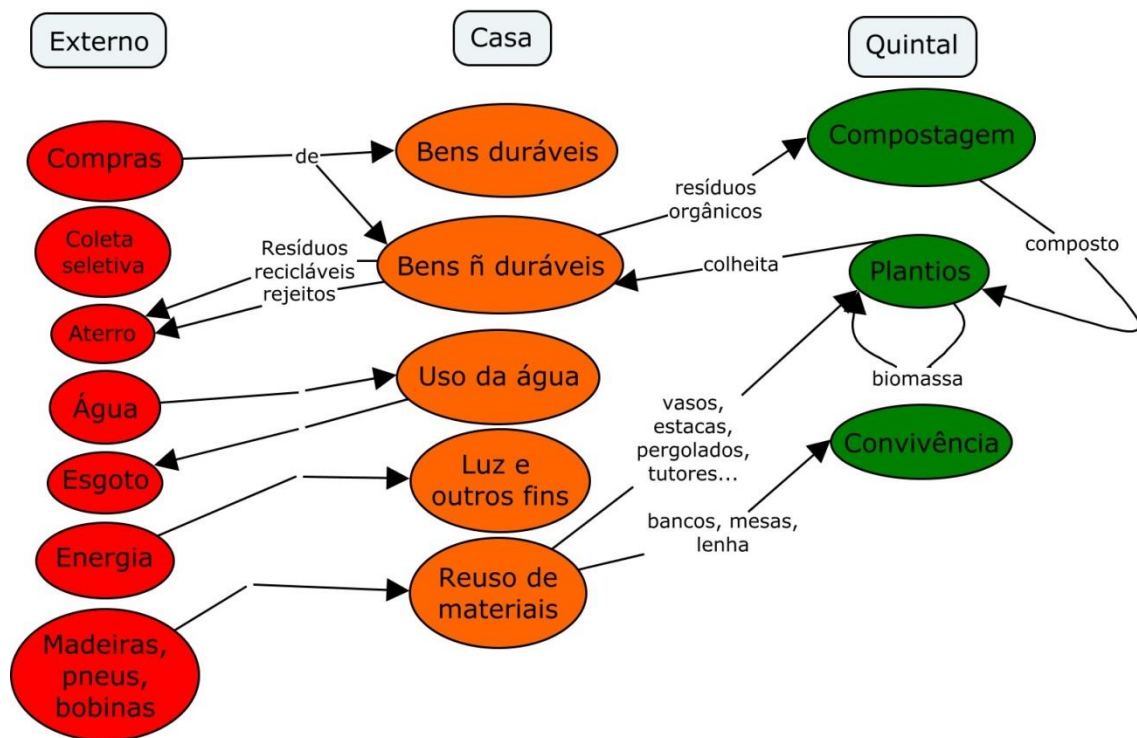 Externo
Casa
Quintal
Compras
de
Bens duráveis
resíduos
orgânicos
Compostagem
Coleta
seletiva
Resíduos
recicláveis
rejeitos
Bens ñ duráveis
colheita
Plantios
composto
Aterro
biomassa
Água
Uso da água
vasos,
estacas,
pergolados,
tutores...
Convivência
Esgoto
Luz e
outros fins
Energia
bancos, mesas,
lenha
Reuso de
materiais
Madeiras,
pneus,
bobinas